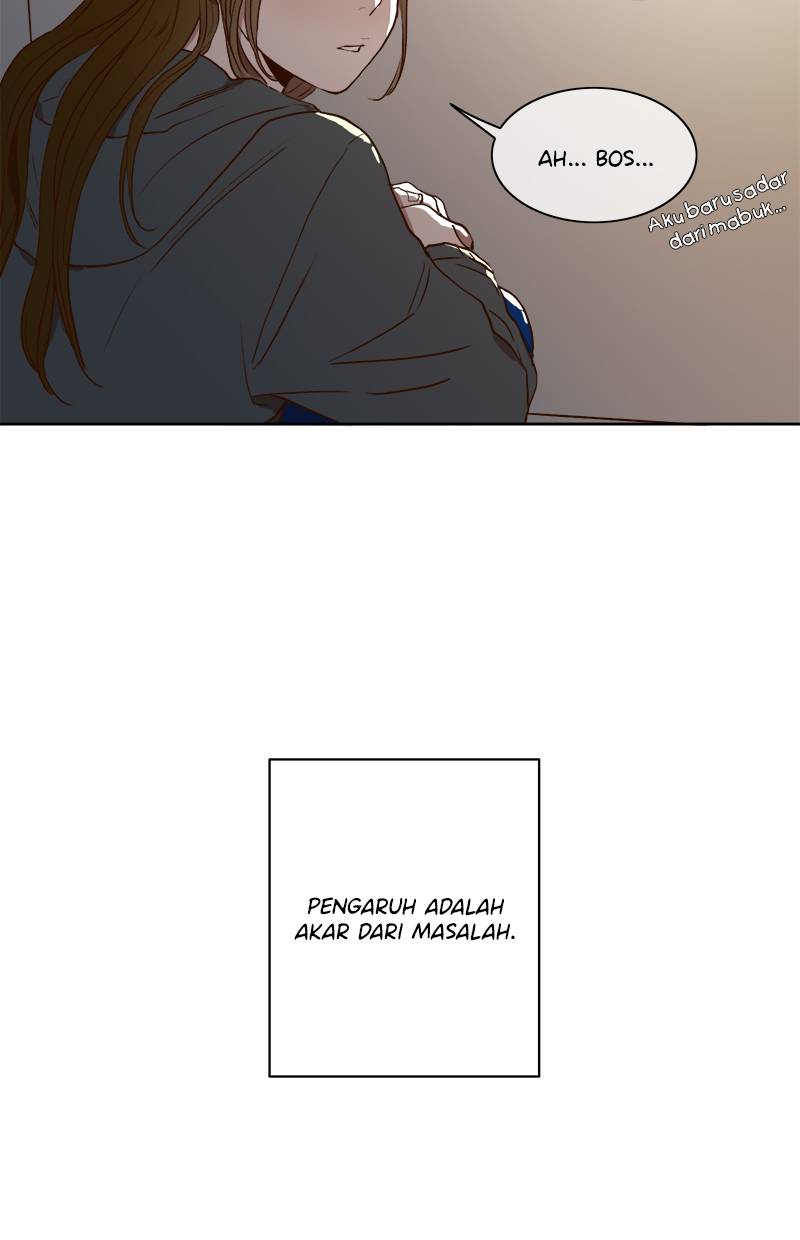 AH... BOS...
Aku baru sadar
dari mabuk...
PENGARUH ADALAH
AKAR DARI MASALAH.